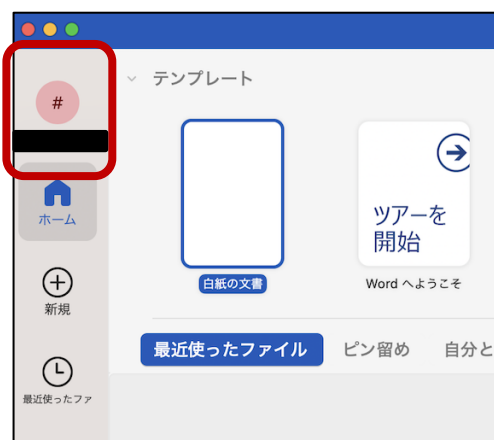 #
ホーム
新規
最近使ったファ
テンプレート
白紙の文書
ツアーを
開始
Word へようこそ
最近使ったファイル
ピン留め
自分と